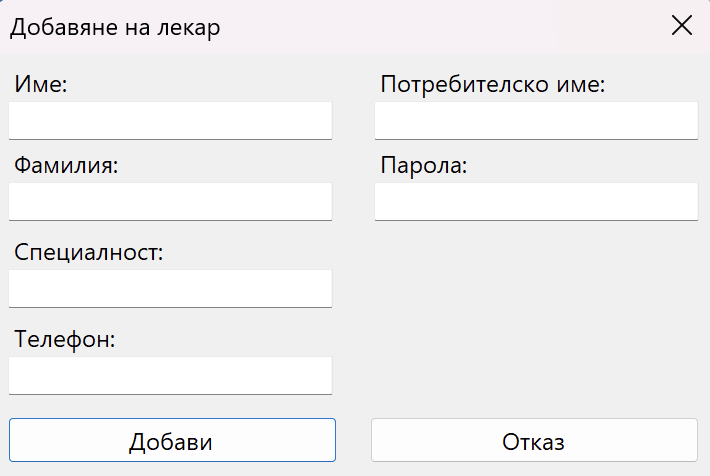 Добавяне на лекар
Име:
Потребителско име:
Фамилия:
Парола:
Специалност:
Телефон:
Добави
Отказ